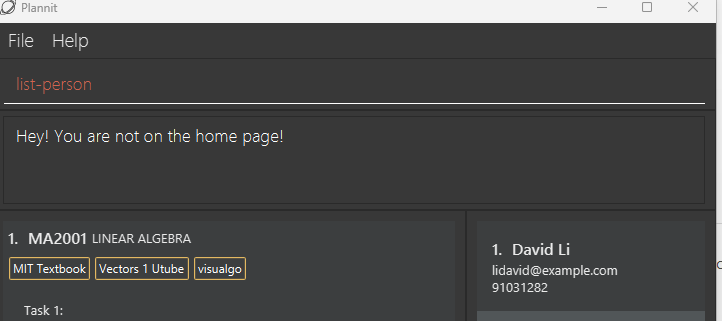 Plannit
File Help
list-person
Hey! You are not on the home page!
1. MA2001 LINEAR ALGEBRA
MIT Textbook Vectors 1 Utube visualgo
Task 1:
1. David Li
lidavid@example.com
91031282